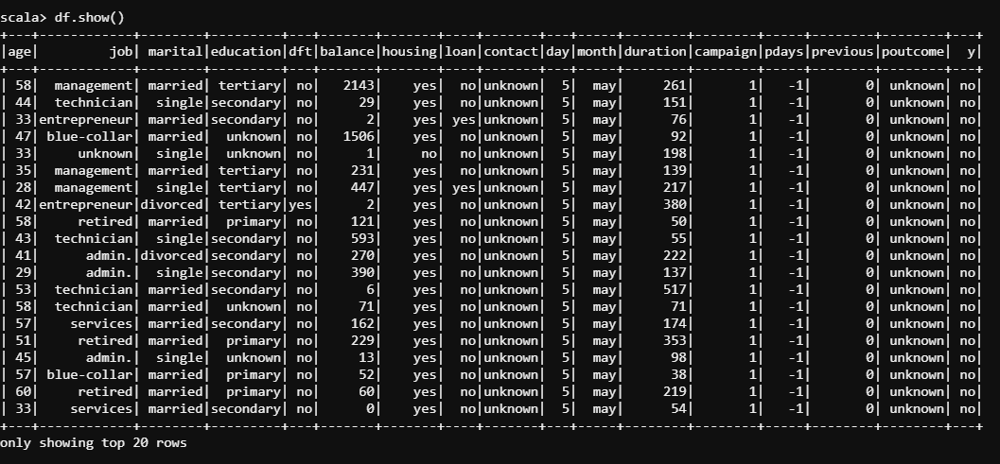 scala> df.show()
+---+------------+--------+---------+---+-------+-------+----+-------+---+-----+--------+--------+-----+--------+--------+---+
|age|         job| marital|education|dft|balance|housing|loan|contact|day|month|duration|campaign|pdays|previous|poutcome|  y|
+---+------------+--------+---------+---+-------+-------+----+-------+---+-----+--------+--------+-----+--------+--------+---+
| 58|  management| married| tertiary| no|   2143|    yes|  no|unknown|  5|  may|     261|       1|   -1|       0| unknown| no|
| 44|  technician|  single|secondary| no|     29|    yes|  no|unknown|  5|  may|     151|       1|   -1|       0| unknown| no|
| 33|entrepreneur| married|secondary| no|      2|    yes| yes|unknown|  5|  may|      76|       1|   -1|       0| unknown| no|
| 47| blue-collar| married|  unknown| no|   1506|    yes|  no|unknown|  5|  may|      92|       1|   -1|       0| unknown| no|
| 33|     unknown|  single|  unknown| no|      1|     no|  no|unknown|  5|  may|     198|       1|   -1|       0| unknown| no|
| 35|  management| married| tertiary| no|    231|    yes|  no|unknown|  5|  may|     139|       1|   -1|       0| unknown| no|
| 28|  management|  single| tertiary| no|    447|    yes| yes|unknown|  5|  may|     217|       1|   -1|       0| unknown| no|
| 42|entrepreneur|divorced| tertiary|yes|      2|    yes|  no|unknown|  5|  may|     380|       1|   -1|       0| unknown| no|
| 58|     retired| married|  primary| no|    121|    yes|  no|unknown|  5|  may|      50|       1|   -1|       0| unknown| no|
| 43|  technician|  single|secondary| no|    593|    yes|  no|unknown|  5|  may|      55|       1|   -1|       0| unknown| no|
| 41|      admin.|divorced|secondary| no|    270|    yes|  no|unknown|  5|  may|     222|       1|   -1|       0| unknown| no|
| 29|      admin.|  single|secondary| no|    390|    yes|  no|unknown|  5|  may|     137|       1|   -1|       0| unknown| no|
| 53|  technician| married|secondary| no|      6|    yes|  no|unknown|  5|  may|     517|       1|   -1|       0| unknown| no|
| 58|  technician| married|  unknown| no|     71|    yes|  no|unknown|  5|  may|      71|       1|   -1|       0| unknown| no|
| 57|    services| married|secondary| no|    162|    yes|  no|unknown|  5|  may|     174|       1|   -1|       0| unknown| no|
| 51|     retired| married|  primary| no|    229|    yes|  no|unknown|  5|  may|     353|       1|   -1|       0| unknown| no|
| 45|      admin.|  single|  unknown| no|     13|    yes|  no|unknown|  5|  may|      98|       1|   -1|       0| unknown| no|
| 57| blue-collar| married|  primary| no|     52|    yes|  no|unknown|  5|  may|      38|       1|   -1|       0| unknown| no|
| 60|     retired| married|  primary| no|     60|    yes|  no|unknown|  5|  may|     219|       1|   -1|       0| unknown| no|
| 33|    services| married|secondary| no|      0|    yes|  no|unknown|  5|  may|      54|       1|   -1|       0| unknown| no|
+---+------------+--------+---------+---+-------+-------+----+-------+---+-----+--------+--------+-----+--------+--------+---+
only showing top 20 rows